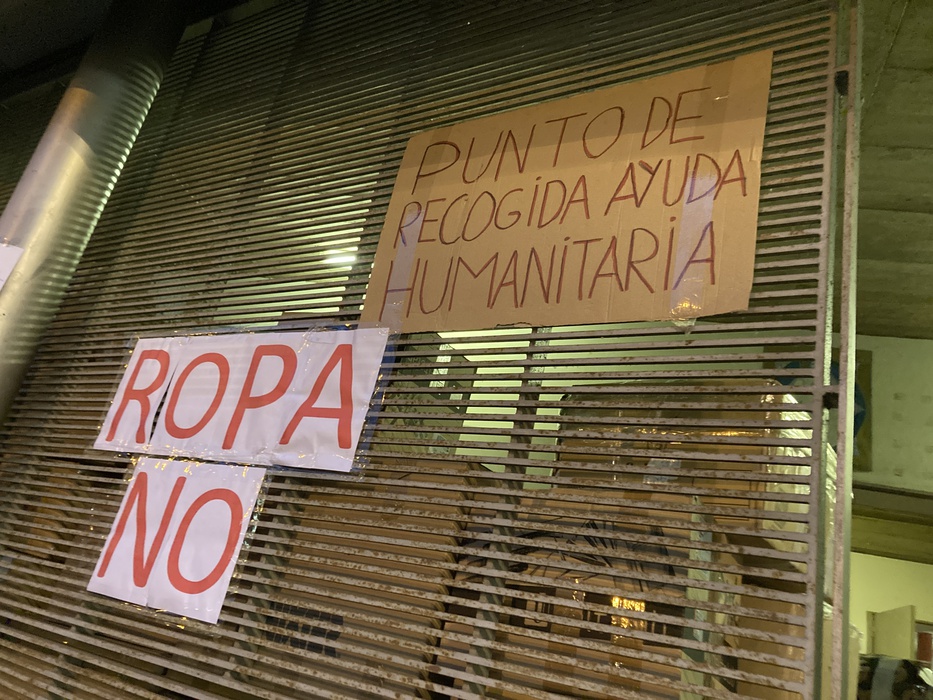 PUNTO DE
RECOGIDA AYUDA
HUMANITARIA
ROPA
NO